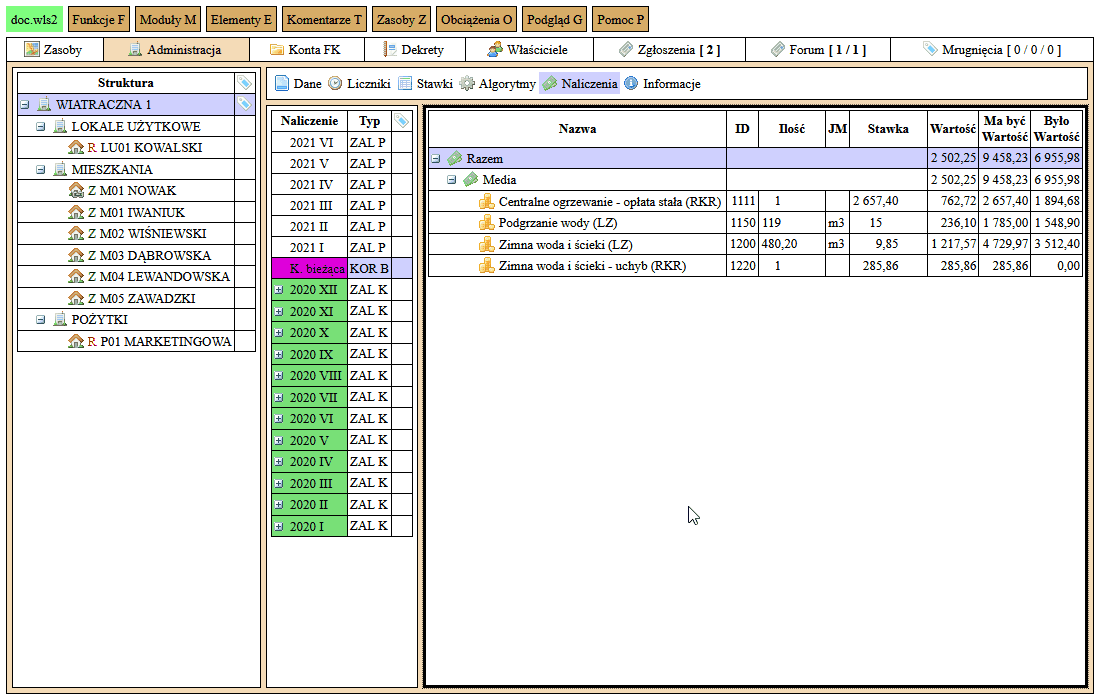 doc.wls2 Funkcje F Moduły M Elementy E Komentarze T Zasoby Z Obciążenia O Podgląd G Pomoc P
Zasoby Administracja Konta FK Dekrety Właściciele Zgłoszenia [ 2 ] Forum [ 1 / 1 ] Mrugnięcia [ 0 / 0 / 0 ]
Struktura
WIATRACZNA 1
LOKALE UŻYTKOWE
R LU01 KOWALSKI
MIESZKANIA
Z M01 NOWAK
Z M01 IWANIUK
Z M02 WIŚNIEWSKI
Z M03 DĄBROWSKA
Z M04 LEWANDOWSKA
Z M05 ZAWADZKI
POŻYTKI
R P01 MARKETINGOWA
Dane Liczniki Stawki Algorytmy Naliczenia Informacje
Naliczenie Typ
2021 VI ZAL P
2021 V ZAL P
2021 IV ZAL P
2021 III ZAL P
2021 II ZAL P
2021 I ZAL P
K. bieżąca KOR B
2020 XII ZAL K
2020 XI ZAL K
2020 X ZAL K
2020 IX ZAL K
2020 VIII ZAL K
2020 VII ZAL K
2020 VI ZAL K
2020 V ZAL K
2020 IV ZAL K
2020 III ZAL K
2020 II ZAL K
2020 I ZAL K
Nazwa ID Ilość JM Stawka Wartość Ma być Wartość Było Wartość
Razem 2 502,25 9 458,23 6 955,98
Media 2 502,25 9 458,23 6 955,98
Centralne ogrzewanie - opłata stała (RKR) 1111 1 2 657,40 762,72 2 657,40 1 894,68
Podgrzanie wody (LZ) 1150 119 m3 15 236,10 1 785,00 1 548,90
Zimna woda i ścieki (LZ) 1200 480,20 m3 9,85 1 217,57 4 729,97 3 512,40
Zimna woda i ścieki - uchyb (RKR) 1220 1 285,86 285,86 285,86 0,00